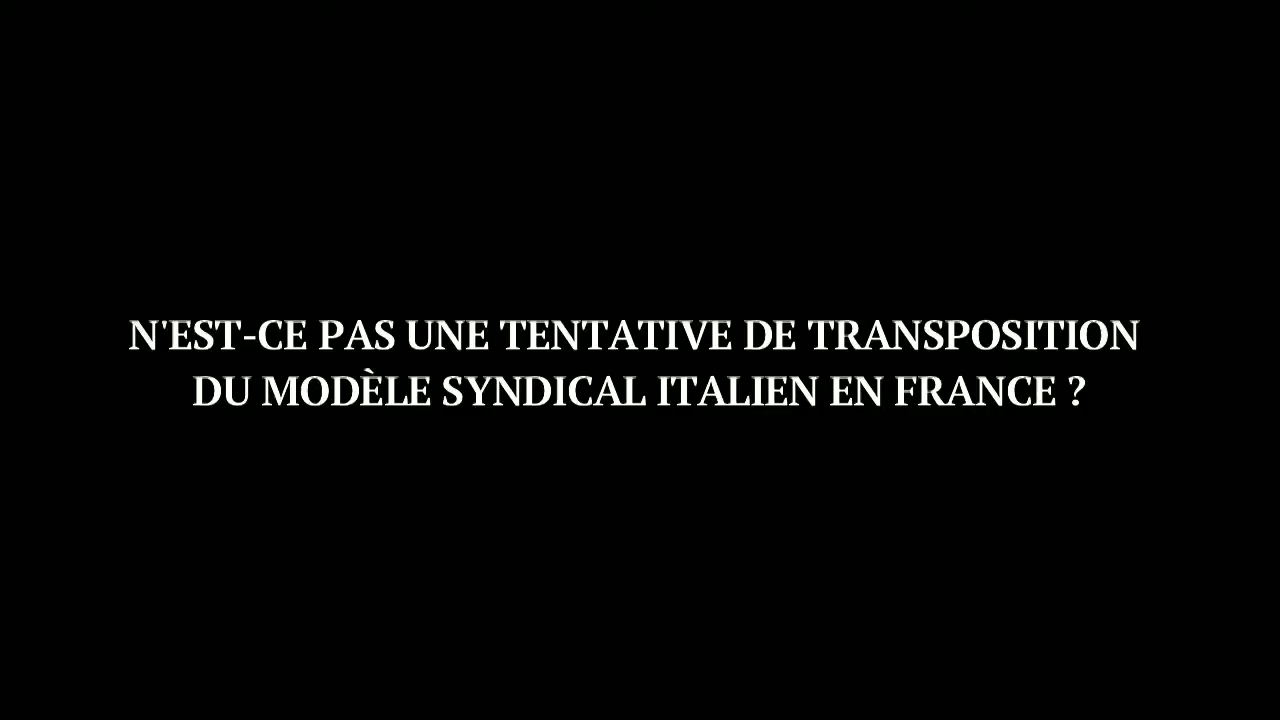 N'EST-CE PAS UNE TENTATIVE DE TRANSPOSITION
DU MODÈLE SYNDICAL ITALIEN EN FRANCE ?